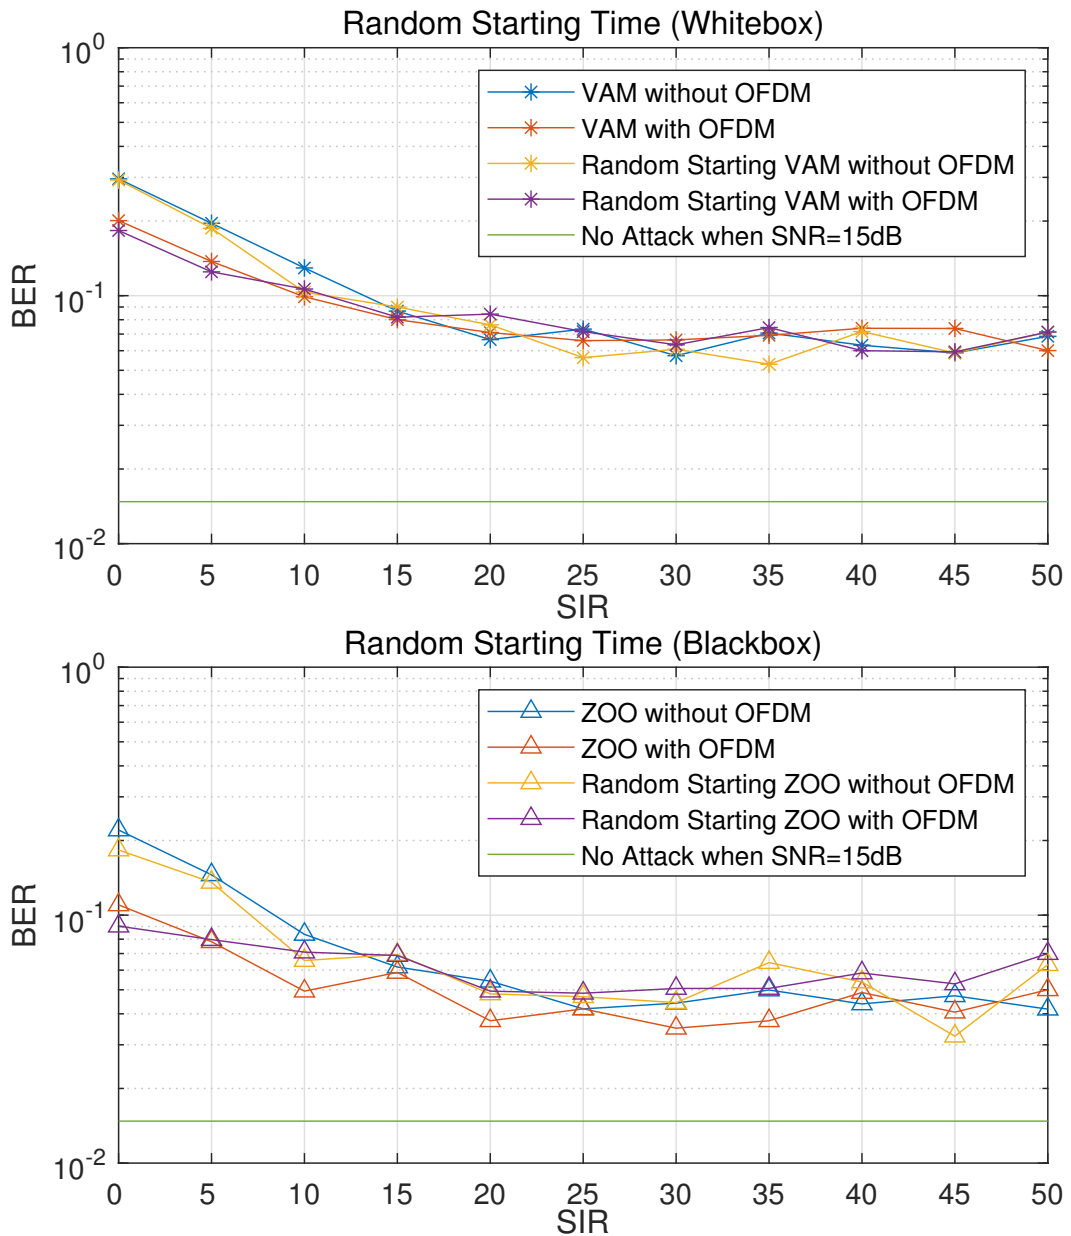 Random Starting Time (Whitebox)
10^0
VAM without OFDM
VAM with OFDM
Random Starting VAM without OFDM
Random Starting VAM with OFDM
No Attack when SNR=15dB
BER
10^-1
10^-2
0 5 10 15 20 25 30 35 40 45 50
SIR
Random Starting Time (Blackbox)
10^0
ZOO without OFDM
ZOO with OFDM
Random Starting ZOO without OFDM
Random Starting ZOO with OFDM
No Attack when SNR=15dB
BER
10^-1
10^-2
0 5 10 15 20 25 30 35 40 45 50
SIR